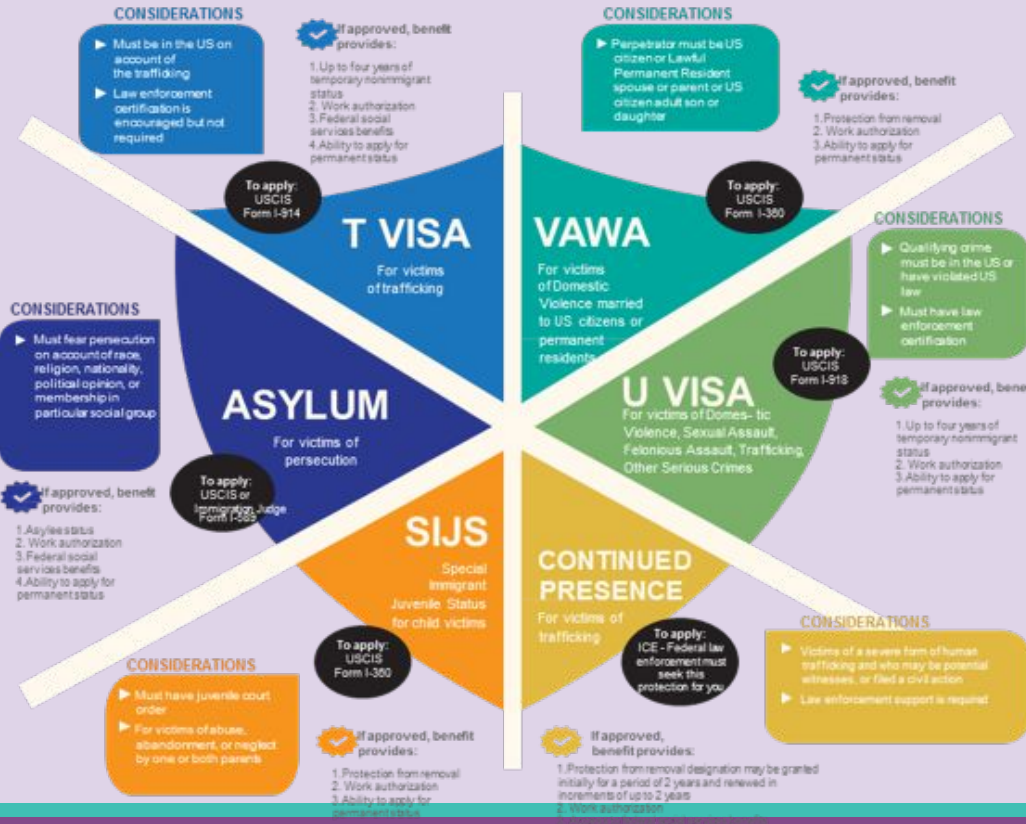 CONSIDERATIONS
Must be in the US on
account of
the trafficking
Law enforcement
certification is
encouraged but not
required
If approved, benefit
provides:
1.Up to four years of
temporary nonimmigrant
status
2. Work authorization
3.Federal social
services benefits
4.Ability to apply for
permanent status
To apply:
USCIS
Form I-914
T VISA
For victims
of trafficking
CONSIDERATIONS
Perpetrator must be US
citizen or Lawful
Permanent Resident
spouse or parent or US
citizen adult son or
daughter
If approved, benefit
provides:
1.Protection from removal
2. Work authorization
3.Ability to apply for
permanent status
To apply:
USCIS
Form I-360
VAWA
For victims
of Domestic
Violence married
to US citizens or
permanent
residents
CONSIDERATIONS
Qualifying crime
must be in the US or
have violated US
law
Must have law
enforcement
certification
To apply:
USCIS
Form I-918
If approved, bene
provides:
1.Up to four years of
temporary nonimmigrant
status
2. Work authorization
3.Ability to apply for
permanent status
U VISA
For victims of Domes- tic
Violence, Sexual Assault,
Felonious Assault, Trafficking,
Other Serious Crimes
CONSIDERATIONS
Must fear persecution
on account of race,
religion, nationality,
political opinion, or
membership in
particular social group
ASYLUM
For victims of
persecution
To apply:
USCIS or
Immigration Judge
Form I-589
If approved, benefit
provides:
1.Asylee status
2. Work authorization
3.Federal social
services benefits
4.Ability to apply for
permanent status
SIJS
Special
Immigrant
Juvenile Status
for child victims
To apply:
USCIS
Form I-360
CONSIDERATIONS
Must have juvenile court
order
For victims of abuse,
abandonment, or neglect
by one or both parents
If approved, benefit
provides:
1.Protection from removal
2. Work authorization
3.Ability to apply for
permanent status
CONTINUED
PRESENCE
For victims of
trafficking
To apply:
ICE - Federal law
enforcement must
seek this
protection for you
CONSIDERATIONS
Victims of a severe form of human
trafficking and who may be potential
witnesses, or filed a civil action
Law enforcement support is required
If approved,
benefit provides:
1.Protection from removal designation may be granted
initially for a period of 2 years and renewed in
increments of up to 2 years
2. Work authorization